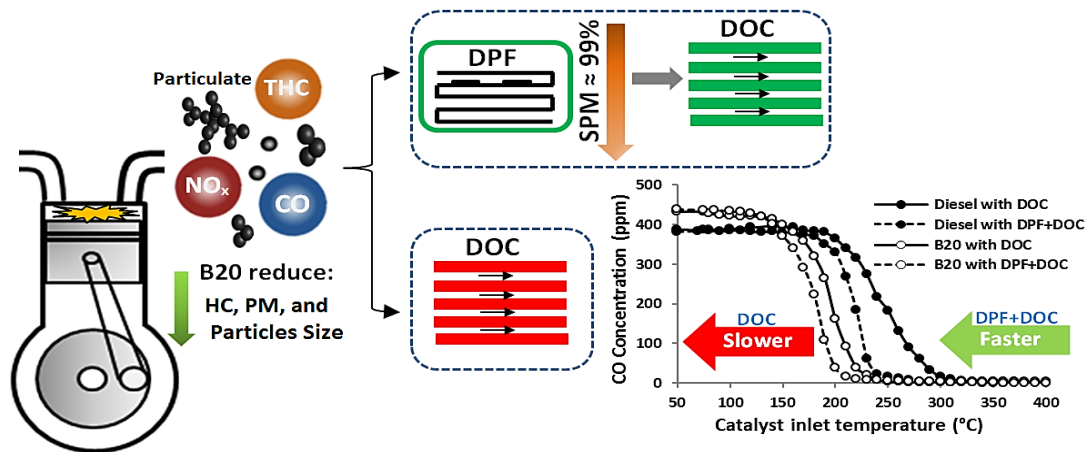 Particulate
THC
NOx
CO
B20 reduce:
HC, PM, and
Particles Size
DPF
SPM ≈ 99%
DOC
DOC
CO Concentration (ppm)
500
400
300
200
100
0
50
100
150
200
250
300
350
400
Catalyst inlet temperature (°C)
Diesel with DOC
Diesel with DPF+DOC
B20 with DOC
B20 with DPF+DOC
DOC
Slower
DPF+DOC
Faster